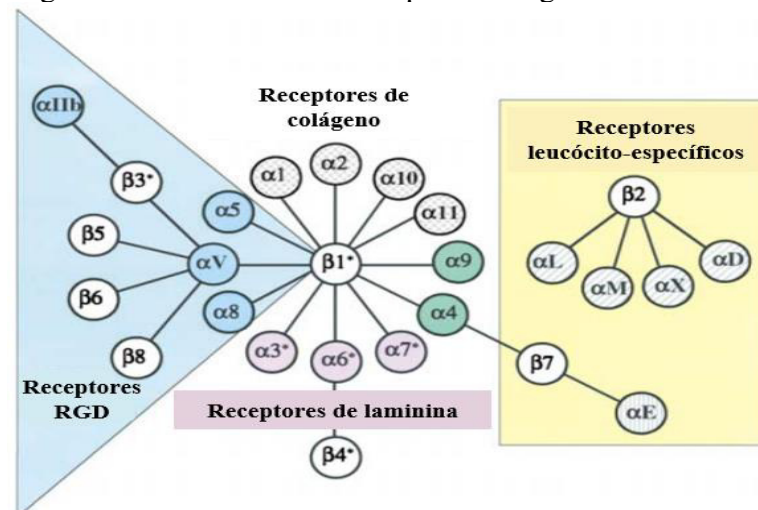 αIIb
β3*
β5
β6
β8
αV
α5
α8
Receptores
RGD
Receptores de
colágeno
α1
α2
α10
α11
β1*
α9
α4
α3*
α6*
α7*
Receptores de laminina
β4*
Receptores
leucócito-específicos
β2
αL
αM
αX
αD
β7
αE